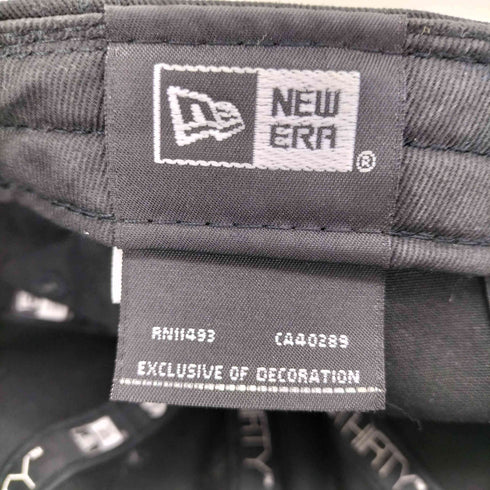 NEW
ERA
®
RN11493 CA40289
EXCLUSIVE OF DECORATION